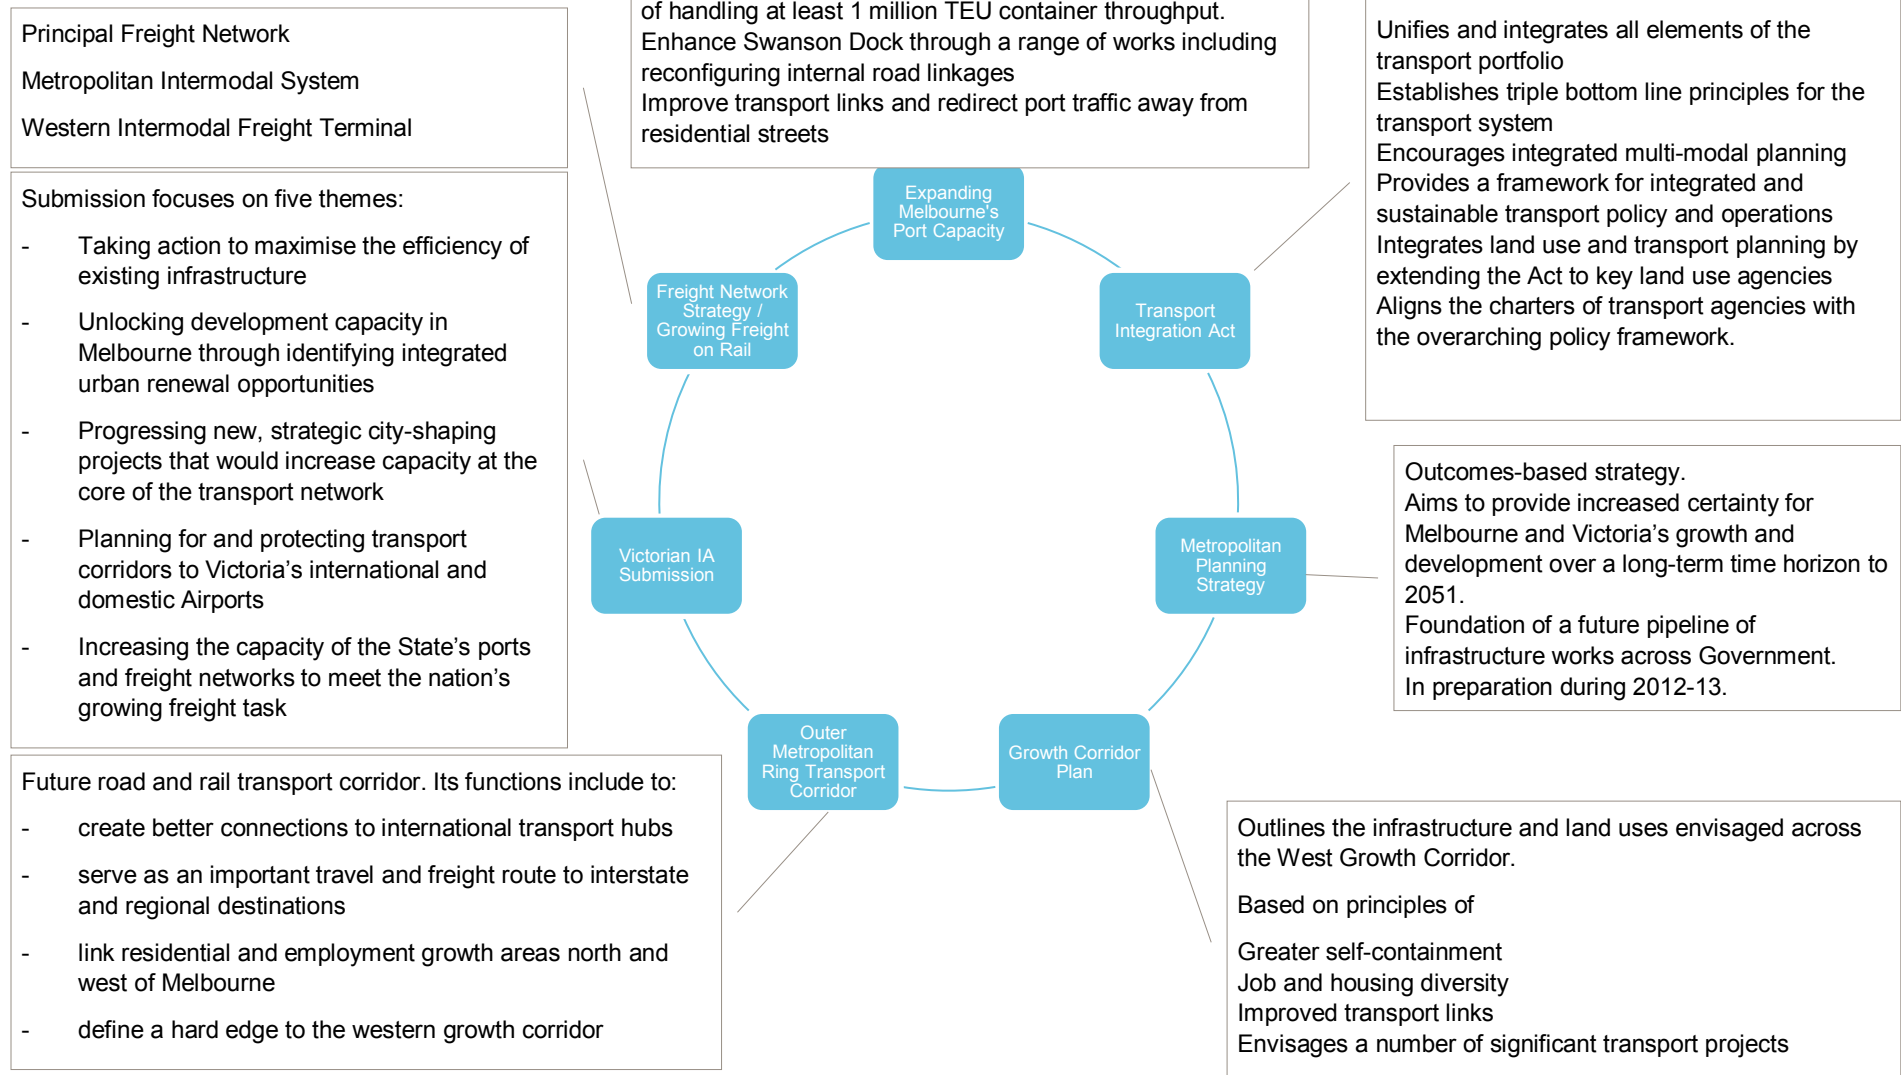 Principal Freight Network
Metropolitan Intermodal System
Western Intermodal Freight Terminal
of handling at least 1 million TEU container throughput.
Enhance Swanson Dock through a range of works including
reconfiguring internal road linkages
Improve transport links and redirect port traffic away from
residential streets
Unifies and integrates all elements of the
transport portfolio
Establishes triple bottom line principles for the
transport system
Encourages integrated multi-modal planning
Provides a framework for integrated and
sustainable transport policy and operations
Integrates land use and transport planning by
extending the Act to key land use agencies
Aligns the charters of transport agencies with
the overarching policy framework.
Submission focuses on five themes:
- Taking action to maximise the efficiency of
existing infrastructure
- Unlocking development capacity in
Melbourne through identifying integrated
urban renewal opportunities
- Progressing new, strategic city-shaping
projects that would increase capacity at the
core of the transport network
- Planning for and protecting transport
corridors to Victoria’s international and
domestic Airports
- Increasing the capacity of the State’s ports
and freight networks to meet the nation’s
growing freight task
Expanding
Melbourne’s
Port Capacity
Freight Network
Strategy /
Growing Freight
on Rail
Transport
Integration Act
Victorian IA
Submission
Metropolitan
Planning
Strategy
Outer
Metropolitan
Ring Transport
Corridor
Growth Corridor
Plan
Outcomes-based strategy.
Aims to provide increased certainty for
Melbourne and Victoria’s growth and
development over a long-term time horizon to
2051.
Foundation of a future pipeline of
infrastructure works across Government.
In preparation during 2012-13.
Future road and rail transport corridor. Its functions include to:
- create better connections to international transport hubs
- serve as an important travel and freight route to interstate
and regional destinations
- link residential and employment growth areas north and
west of Melbourne
- define a hard edge to the western growth corridor
Outlines the infrastructure and land uses envisaged across
the West Growth Corridor.
Based on principles of
Greater self-containment
Job and housing diversity
Improved transport links
Envisages a number of significant transport projects